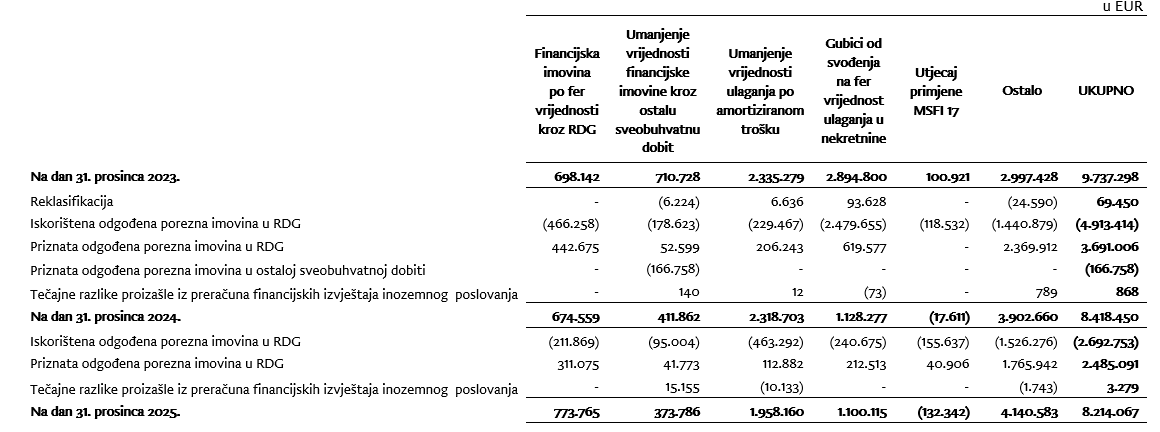 u EUR
Financijska imovina po fer vrijednosti kroz RDG | Umanjenje vrijednosti financijske imovine kroz ostalu sveobuhvatnu dobit | Umanjenje vrijednosti ulaganja po amortiziranom trošku | Gubici od svođenja na fer vrijednost ulaganja u nekretnine | Utjecaj primjene MSFI 17 | Ostalo | UKUPNO
Na dan 31. prosinca 2023. 698.142 710.728 2.335.279 2.894.800 100.921 2.997.428 9.737.298
Reklasifikacija - (6.224) 6.636 93.628 - (24.590) 69.450
Iskorištena odgođena porezna imovina u RDG (466.258) (178.623) (229.467) (2.479.655) (118.532) (1.440.879) (4.913.414)
Priznata odgođena porezna imovina u RDG 442.675 52.599 206.243 619.577 - 2.369.912 3.691.006
Priznata odgođena porezna imovina u ostaloj sveobuhvatnoj dobiti - (166.758) - - - - (166.758)
Tečajne razlike proizašle iz preračuna financijskih izvještaja inozemnog poslovanja - 140 12 (73) - 789 868
Na dan 31. prosinca 2024. 674.559 411.862 2.318.703 1.128.277 (17.611) 3.902.660 8.418.450
Iskorištena odgođena porezna imovina u RDG (211.869) (95.004) (463.292) (240.675) (155.637) (1.526.276) (2.692.753)
Priznata odgođena porezna imovina u RDG 311.075 41.773 112.882 212.513 40.906 1.765.942 2.485.091
Tečajne razlike proizašle iz preračuna financijskih izvještaja inozemnog poslovanja - 15.155 (10.133) - - (1.743) 3.279
Na dan 31. prosinca 2025. 773.765 373.786 1.958.160 1.100.115 (132.342) 4.140.583 8.214.067